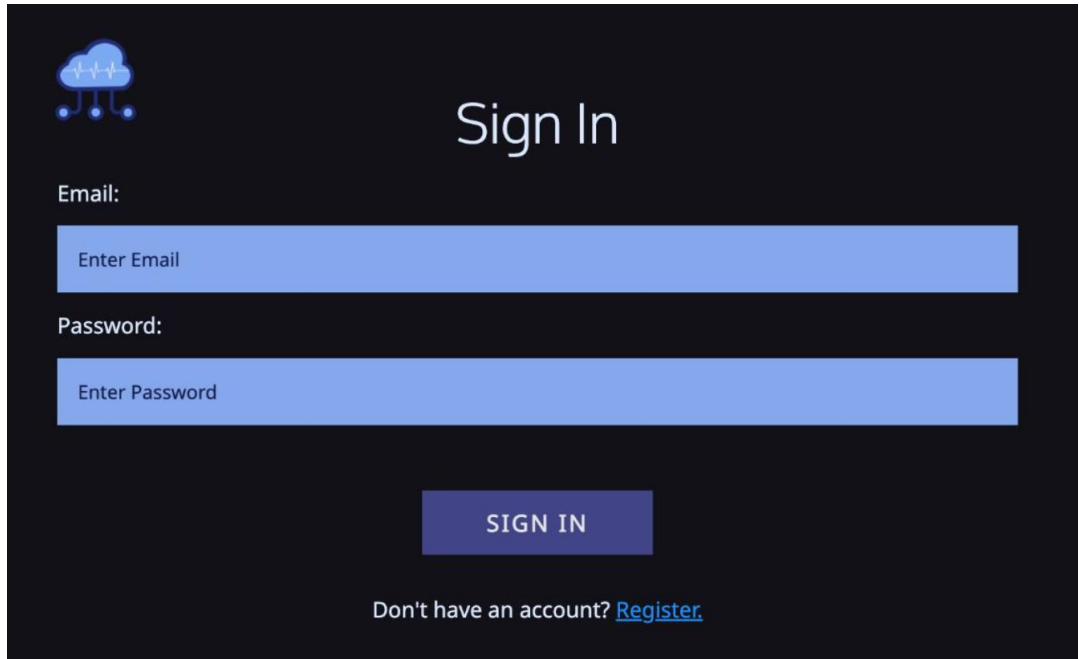 Sign In
Email:
Enter Email
Password:
Enter Password
SIGN IN
Don't have an account? Register.